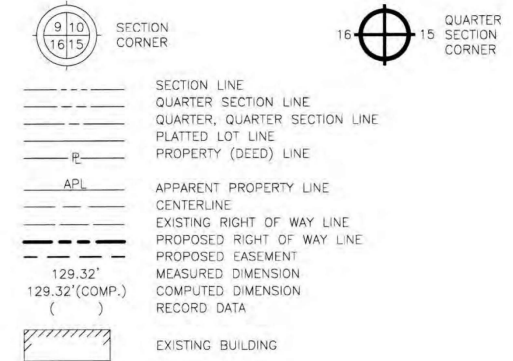 9 10 SECTION
16 15 CORNER
QUARTER
16 15 SECTION
CORNER
SECTION LINE
QUARTER SECTION LINE
QUARTER, QUARTER SECTION LINE
PLATTED LOT LINE
PL PROPERTY (DEED) LINE
APL APPARENT PROPERTY LINE
CENTERLINE
EXISTING RIGHT OF WAY LINE
PROPOSED RIGHT OF WAY LINE
PROPOSED EASEMENT
129.32' MEASURED DIMENSION
129.32'(COMP.) COMPUTED DIMENSION
( ) RECORD DATA
EXISTING BUILDING